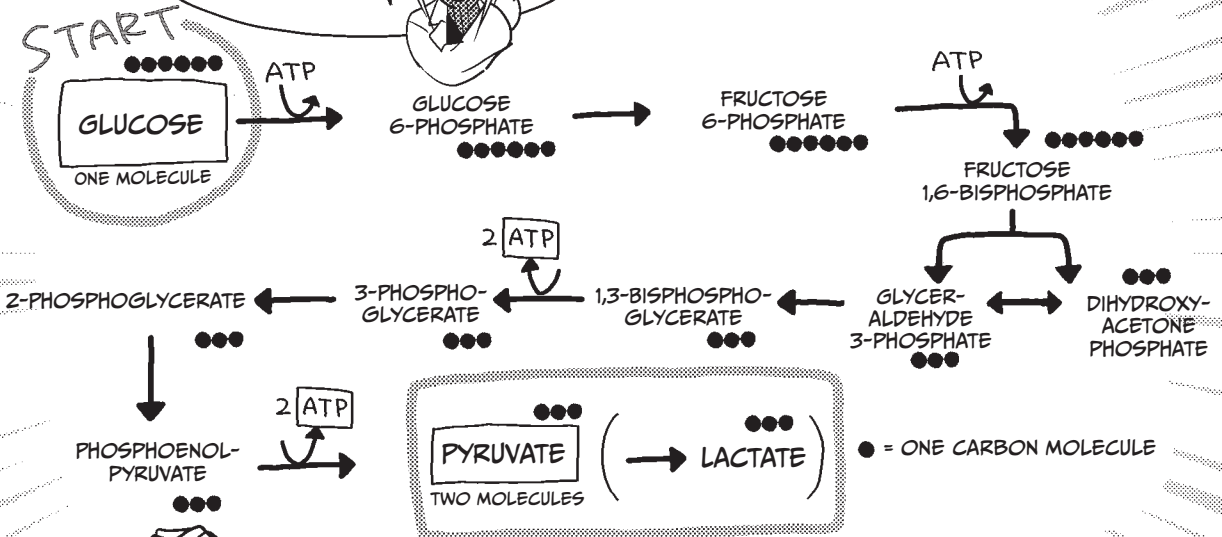 START
ATP
GLUCOSE
ONE MOLECULE
GLUCOSE
6-PHOSPHATE
FRUCTOSE
6-PHOSPHATE
ATP
FRUCTOSE
1,6-BISPHOSPHATE
DIHYDROXY-
ACETONE
PHOSPHATE
GLYCER-
ALDEHYDE
3-PHOSPHATE
1,3-BISPHOSPHO-
GLYCERATE
2 ATP
3-PHOSPHO-
GLYCERATE
2-PHOSPHOGLYCERATE
PHOSPHOENOL-
PYRUVATE
2 ATP
PYRUVATE
TWO MOLECULES
( LACTATE )
= ONE CARBON MOLECULE